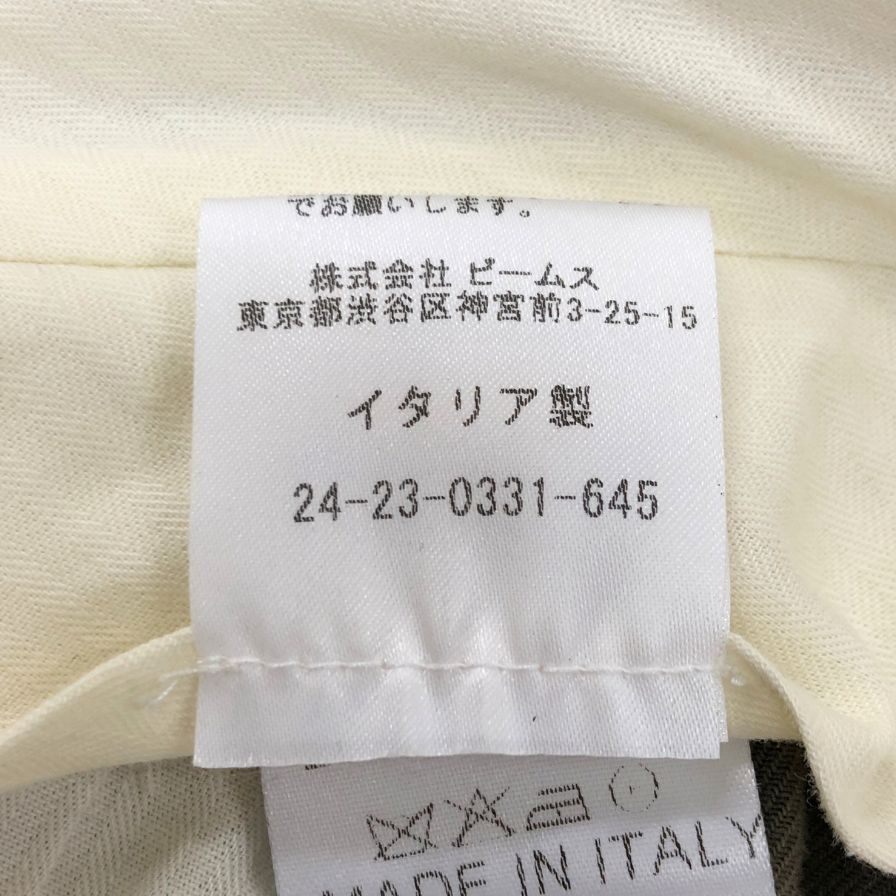 でお願いします。
株式会社 ビームス
東京都渋谷区神宮前3-25-15
イタリア製
24-23-0331-645
MADE IN ITALY